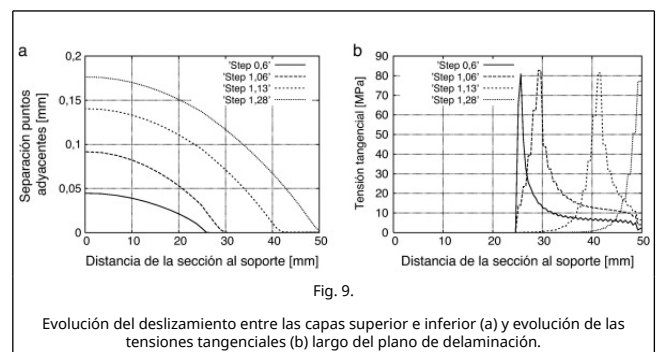 a
0,2
0,15
0,1
0,05
0
0 10 20 30 40 50
Separación puntos
adyacentes [mm]
Distancia de la sección al soporte [mm]
'Step 0,6'
'Step 1,06'
'Step 1,13'
'Step 1,28'
b
90
80
70
60
50
40
30
20
10
0
0 10 20 30 40 50
Tensión tangencial [MPa]
Distancia de la sección al soporte [mm]
'Step 0,6'
'Step 1,06'
'Step 1,13'
'Step 1,28'
Fig. 9.
Evolución del deslizamiento entre las capas superior e inferior (a) y evolución de las
tensiones tangenciales (b) largo del plano de delaminación.